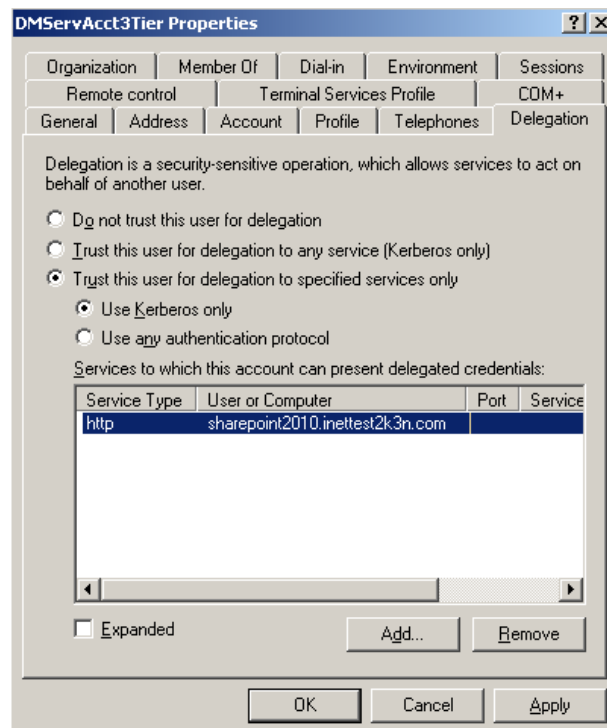 DMServAcct3Tier Properties
Organization Member Of Dial-in Environment Sessions
Remote control Terminal Services Profile COM+
General Address Account Profile Telephones Delegation
Delegation is a security-sensitive operation, which allows services to act on
behalf of another user.
Do not trust this user for delegation
Trust this user for delegation to any service (Kerberos only)
Trust this user for delegation to specified services only
Use Kerberos only
Use any authentication protocol
Services to which this account can present delegated credentials:
Service Type User or Computer Port Service
http sharepoint2010.inettest2k3n.com
Expanded Add... Remove
OK Cancel Apply